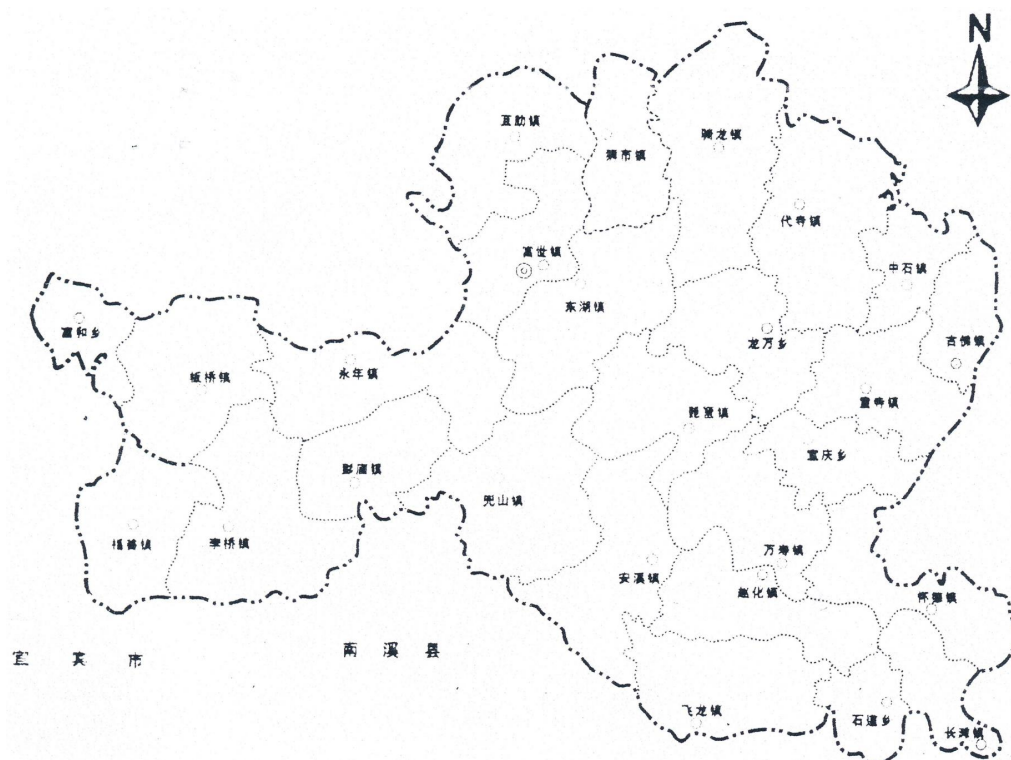 N
互助镇
狮市镇
骑龙镇
代寺镇
富世镇
中石镇
东湖镇
富和乡
龙万乡
古佛镇
板桥镇
永年镇
童寺镇
琵琶镇
宝庆乡
彭庙镇
兜山镇
福善镇
李桥镇
万寿镇
安溪镇
赵化镇
怀德镇
宜宾市
南溪县
飞龙镇
石道乡
长滩镇